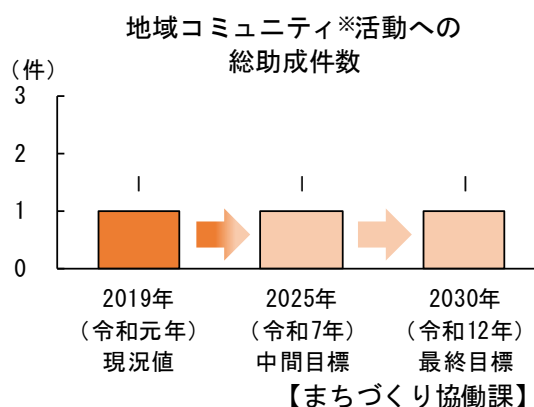 地域コミュニティ※活動への
総助成件数
（件）
3
2
1
0
1
1
1
2019年
（令和元年）
現況値
2025年
（令和7年）
中間目標
2030年
（令和12年）
最終目標
【まちづくり協働課】